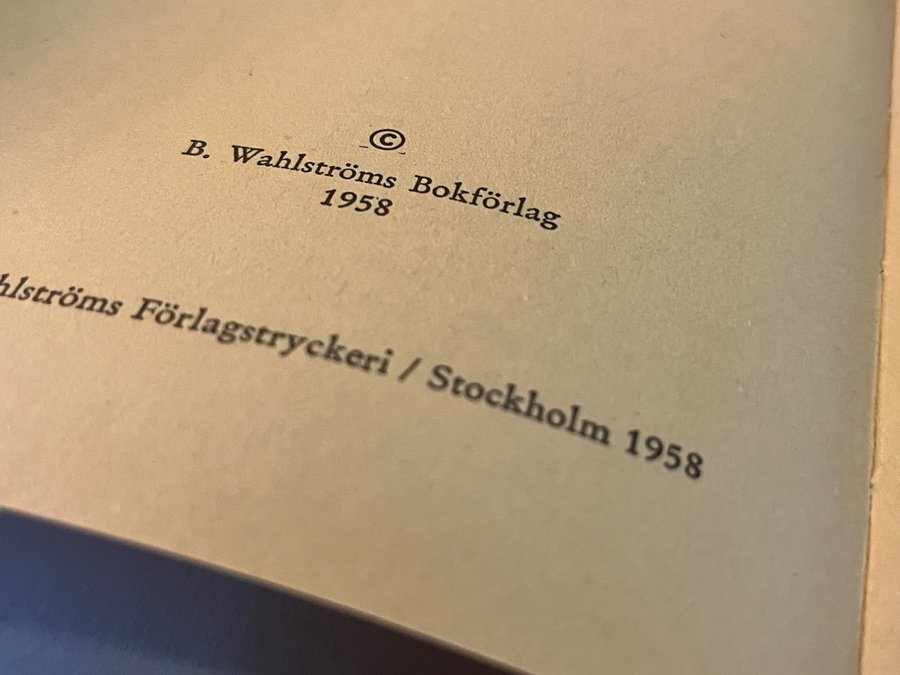 ©
B. Wahlströms Bokförlag
1958
hlströms Förlagstryckeri / Stockholm 1958